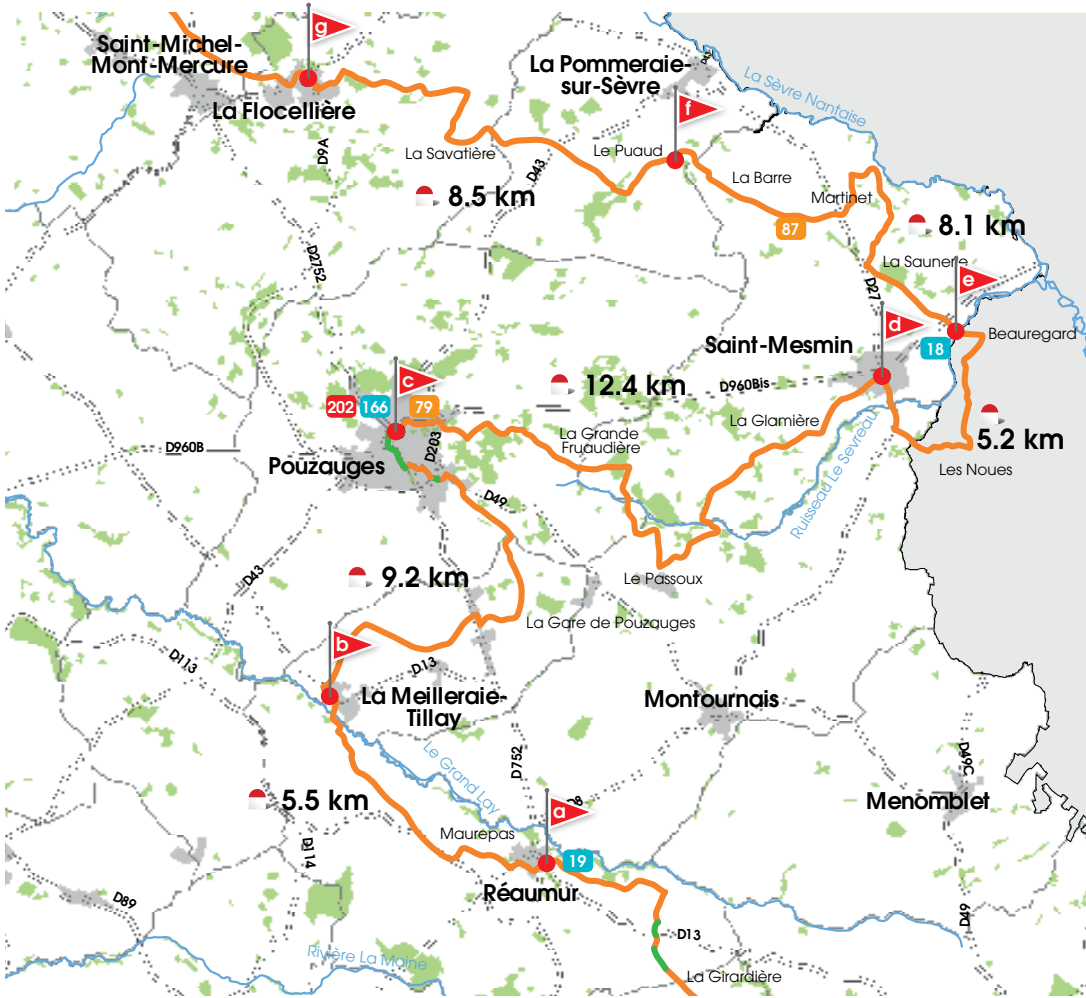 g
Saint-Michel-
Mont-Mercure
La Flocellière
La Pommeraie-
sur-Sèvre
D42
La Sèvre Nantaise
f
D9A
La Savatière
D43
Le Puaud
La Barre
Martinet
8.5 km
87
8.1 km
D2752
La Saunerie
D27
e
d
Beauregard
Saint-Mesmin
18
c
12.4 km
D960Bis
202
166
79
La Glamière
5.2 km
D960B
D203
La Grande
Fruaudière
Pouzauges
Les Noues
D49
Ruisseau Le Sevreau
D43
9.2 km
Le Passoux
La Gare de Pouzauges
b
D113
D13
La Meilleraie-
Tillay
Montournais
Le Grand Lay
D752
D49C
5.5 km
D8
Menomblet
a
Maurepas
D114
19
Réaumur
D89
D49
D13
Rivière La Maine
La Girardière